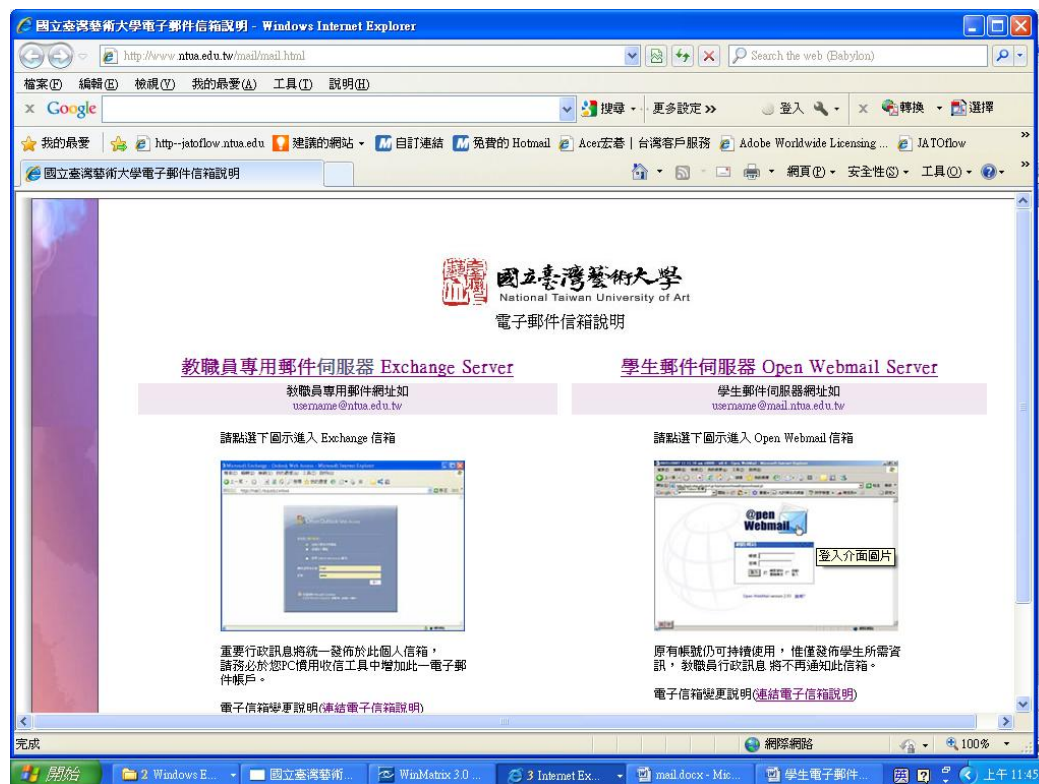 國立臺灣藝術大學電子郵件信箱說明 - Windows Internet Explorer
http://www.ntua.edu.tw/mail/mail.html
Search the web (Babylon)
檔案(F) 編輯(E) 檢視(V) 我的最愛(A) 工具(T) 說明(H)
x Google 搜尋 更多設定 >> 登入 x 轉換 選擇
我的最愛 http--jatoflow.ntua.edu 建議的網站 自訂連結 免費的 Hotmail Acer宏碁 | 台灣客戶服務 Adobe Worldwide Licensing ... JATOflow
國立臺灣藝術大學電子郵件信箱說明 網頁(P) 安全性(S) 工具(O)
國立臺灣藝術大學
National Taiwan University of Art
電子郵件信箱說明
教職員專用郵件伺服器 Exchange Server
教職員專用郵件網址如
username@ntua.edu.tw
請點選下圖示進入 Exchange 信箱
重要行政訊息將統一發佈於此個人信箱，
請務必於您PC慣用收信工具中增加此一電子郵
件帳戶。
電子信箱變更說明(連結電子信箱說明)
學生郵件伺服器 Open Webmail Server
學生郵件伺服器網址如
username@mail.ntua.edu.tw
請點選下圖示進入 Open Webmail 信箱
@pen
Webmail
登入介面圖片
原有帳號仍可持續使用， 惟僅發佈學生所需資
訊， 教職員行政訊息 將不再通知此信箱。
電子信箱變更說明(連結電子信箱說明)
完成 網際網路 100%
開始 2 Windows E... 國立臺灣藝術... WinMatrix 3.0 ... 3 Internet Ex... mail.docx - Mic... 學生電子郵件... 英 上午 11:45